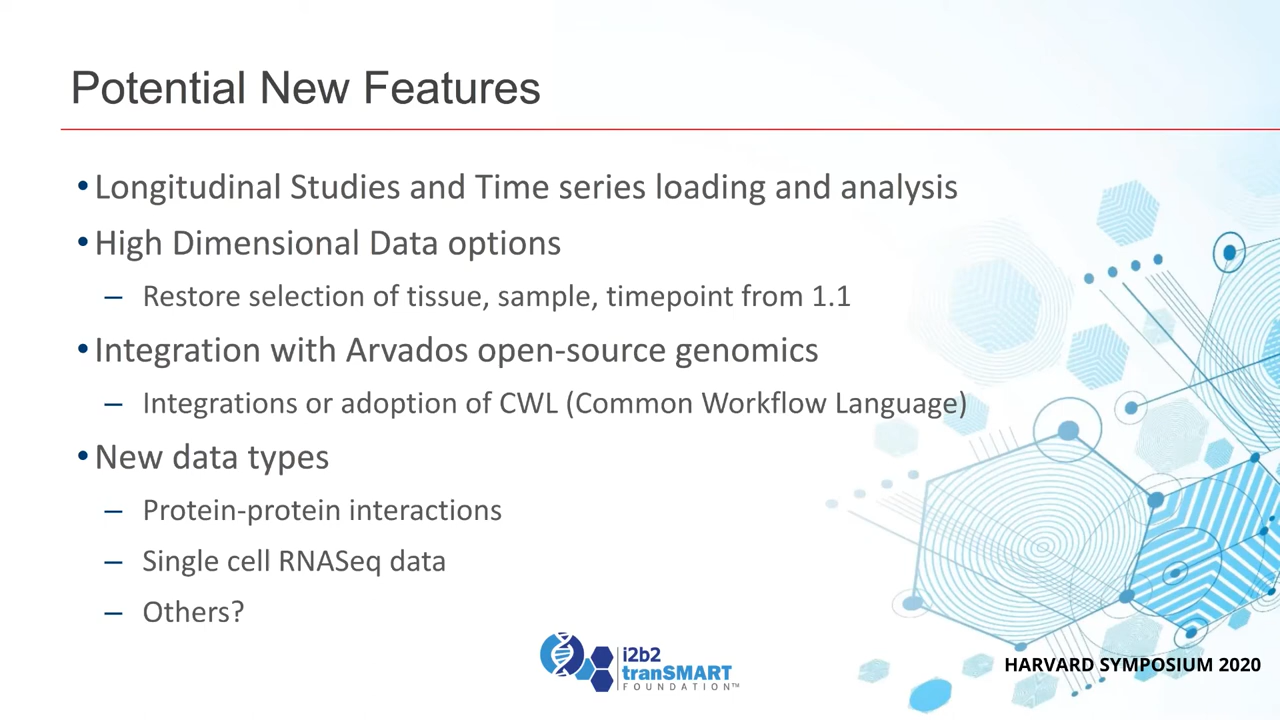 Potential New Features
•Longitudinal Studies and Time series loading and analysis
•High Dimensional Data options
– Restore selection of tissue, sample, timepoint from 1.1
•Integration with Arvados open-source genomics
– Integrations or adoption of CWL (Common Workflow Language)
•New data types
– Protein-protein interactions
– Single cell RNASeq data
– Others?
i2b2
tranSMART
FOUNDATION™
HARVARD SYMPOSIUM 2020